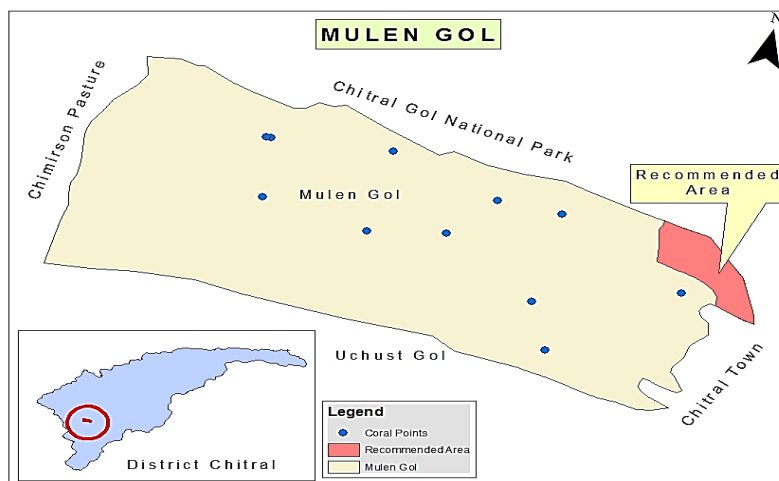 MULEN GOL
N
Chimirson Pasture
Chitral Gol National Park
Recommended
Area
Mulen Gol
Uchust Gol
Chitral Town
District Chitral
Legend
Coral Points
Recommended Area
Mulen Gol